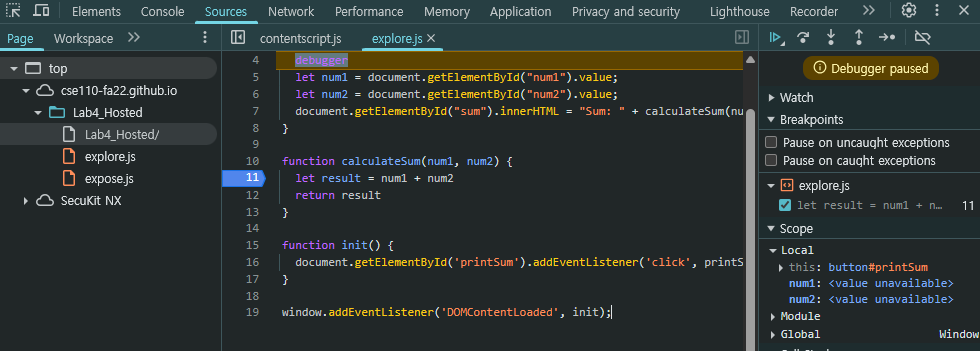 Elements Console Sources Network Performance Memory Application Privacy and security Lighthouse Recorder
Page Workspace
top
cse110-fa22.github.io
Lab4_Hosted
Lab4_Hosted/
explore.js
expose.js
SecuKit NX
contentscript.js explore.js
4 debugger
5 let num1 = document.getElementById("num1").value;
6 let num2 = document.getElementById("num2").value;
7 document.getElementById("sum").innerHTML = "Sum: " + calculateSum(nu
8 }
9
10 function calculateSum(num1, num2) {
11 let result = num1 + num2
12 return result
13 }
14
15 function init() {
16 document.getElementById('printSum').addEventListener('click', printS
17 }
18
19 window.addEventListener('DOMContentLoaded', init);
Debugger paused
Watch
Breakpoints
Pause on uncaught exceptions
Pause on caught exceptions
explore.js
let result = num1 + n… 11
Scope
Local
this: button#printSum
num1: <value unavailable>
num2: <value unavailable>
Module
Global Window